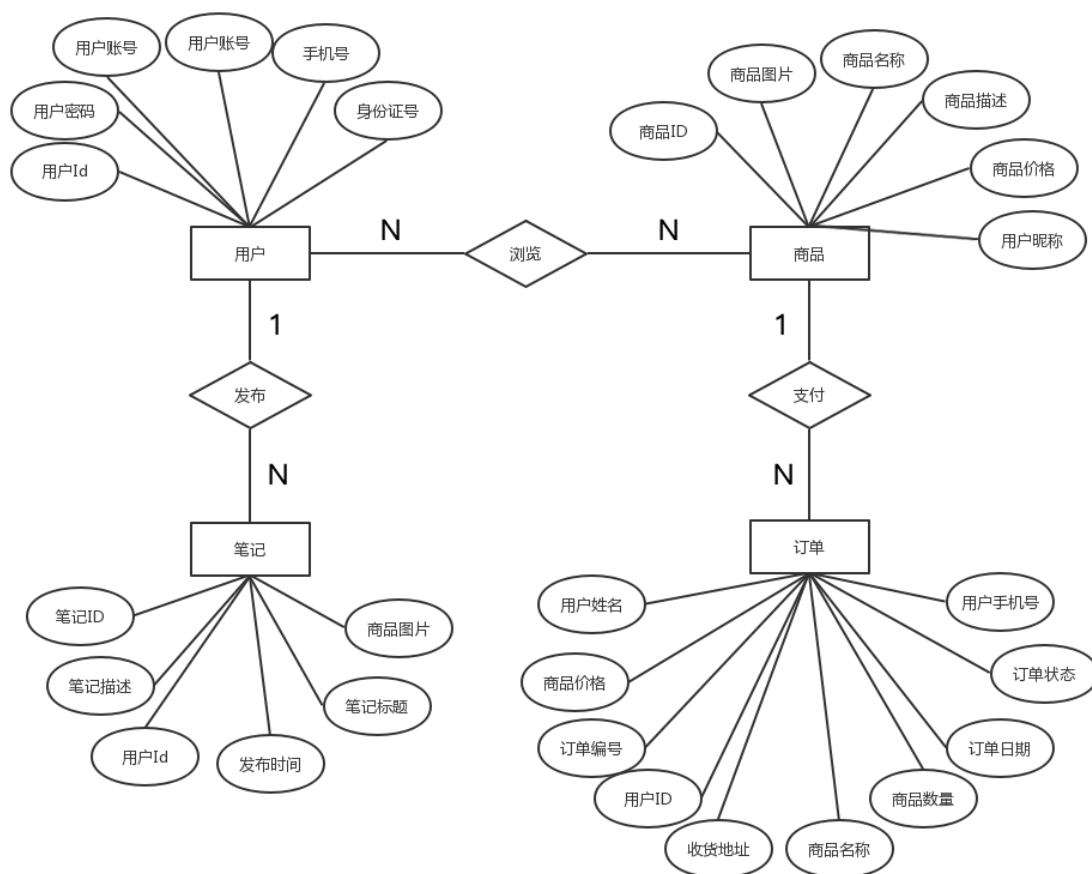 用户账号
用户账号
手机号
用户密码
身份证号
用户Id
商品名称
商品图片
商品描述
商品ID
商品价格
用户昵称
用户
N
浏览
N
商品
1
1
发布
支付
N
N
笔记
订单
笔记ID
商品图片
笔记描述
笔记标题
用户Id
发布时间
用户姓名
用户手机号
商品价格
订单状态
订单编号
订单日期
用户ID
商品数量
收货地址
商品名称